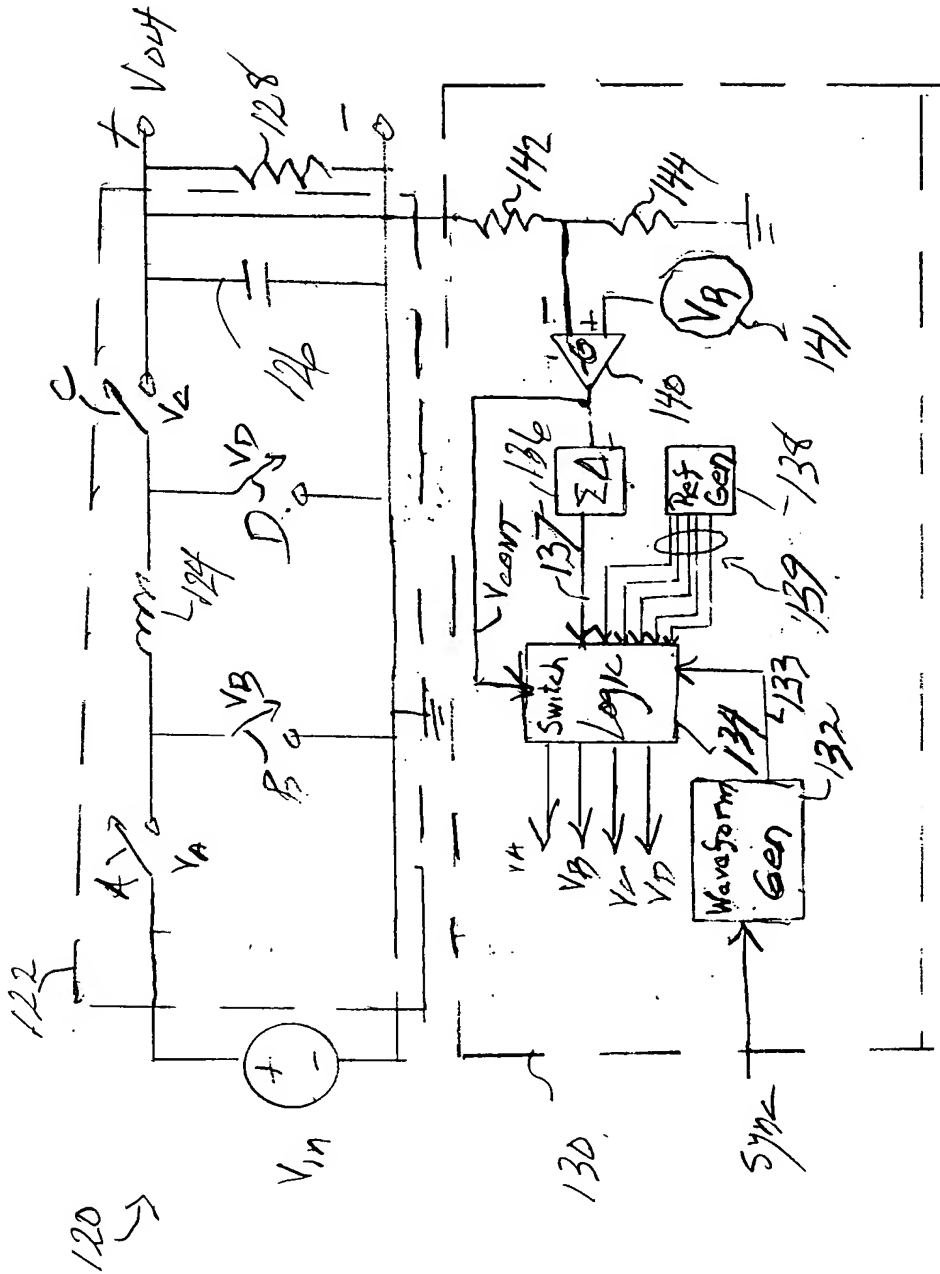 120
122
Vin
+
-
A
VA
B
VB
124
D
VD
C
VC
126
128
+
Vout
-
130
Sync
Waveform
Gen
132
133
Switch
Logic
134
VA
VB
VC
VD
VCONT
137
ΣΔ
136
Ref
Gen
138
139
G
-
+
140
VR
141
142
144